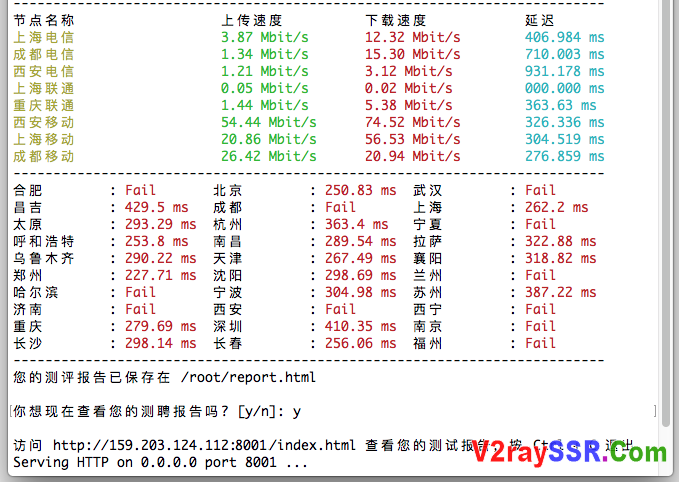 节点名称 上传速度 下载速度 延迟
上海电信 3.87 Mbit/s 12.32 Mbit/s 406.984 ms
成都电信 1.34 Mbit/s 15.30 Mbit/s 710.003 ms
西安电信 1.21 Mbit/s 3.12 Mbit/s 931.178 ms
上海联通 0.05 Mbit/s 0.02 Mbit/s 000.000 ms
重庆联通 1.44 Mbit/s 5.38 Mbit/s 363.63 ms
西安移动 54.44 Mbit/s 74.52 Mbit/s 326.336 ms
上海移动 20.86 Mbit/s 56.53 Mbit/s 304.519 ms
成都移动 26.42 Mbit/s 20.94 Mbit/s 276.859 ms
合肥 : Fail 北京 : 250.83 ms 武汉 : Fail
昌吉 : 429.5 ms 成都 : Fail 上海 : 262.2 ms
太原 : 293.29 ms 杭州 : 363.4 ms 宁夏 : Fail
呼和浩特 : 253.8 ms 南昌 : 289.54 ms 拉萨 : 322.88 ms
乌鲁木齐 : 290.22 ms 天津 : 267.49 ms 襄阳 : 318.82 ms
郑州 : 227.71 ms 沈阳 : 298.69 ms 兰州 : Fail
哈尔滨 : Fail 宁波 : 304.98 ms 苏州 : 387.22 ms
济南 : Fail 西安 : Fail 西宁 : Fail
重庆 : 279.69 ms 深圳 : 410.35 ms 南京 : Fail
长沙 : 298.14 ms 长春 : 256.06 ms 福州 : Fail
您的测评报告已保存在 /root/report.html
你想现在查看您的测聘报告吗? [y/n]: y
访问 http://159.203.124.112:8001/index.html 查看您的测试报告, 按 Ctrl + C 退出
Serving HTTP on 0.0.0.0 port 8001 ...
V2raySSR.Com